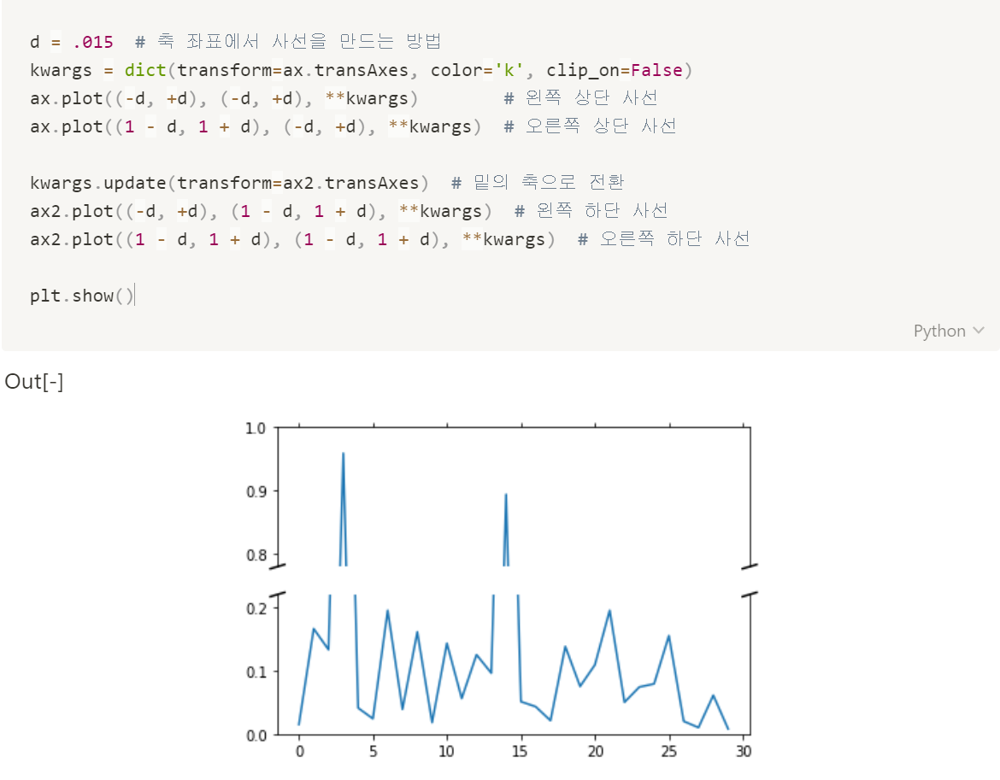 d = .015  # 축 좌표에서 사선을 만드는 방법
kwargs = dict(transform=ax.transAxes, color='k', clip_on=False)
ax.plot((-d, +d), (-d, +d), **kwargs)        # 왼쪽 상단 사선
ax.plot((1 - d, 1 + d), (-d, +d), **kwargs)  # 오른쪽 상단 사선
kwargs.update(transform=ax2.transAxes)  # 밑의 축으로 전환
ax2.plot((-d, +d), (1 - d, 1 + d), **kwargs)  # 왼쪽 하단 사선
ax2.plot((1 - d, 1 + d), (1 - d, 1 + d), **kwargs)  # 오른쪽 하단 사선
plt.show()
Python
Out[-]
1.0
0.9
0.8
0.2
0.1
0.0
0 5 10 15 20 25 30